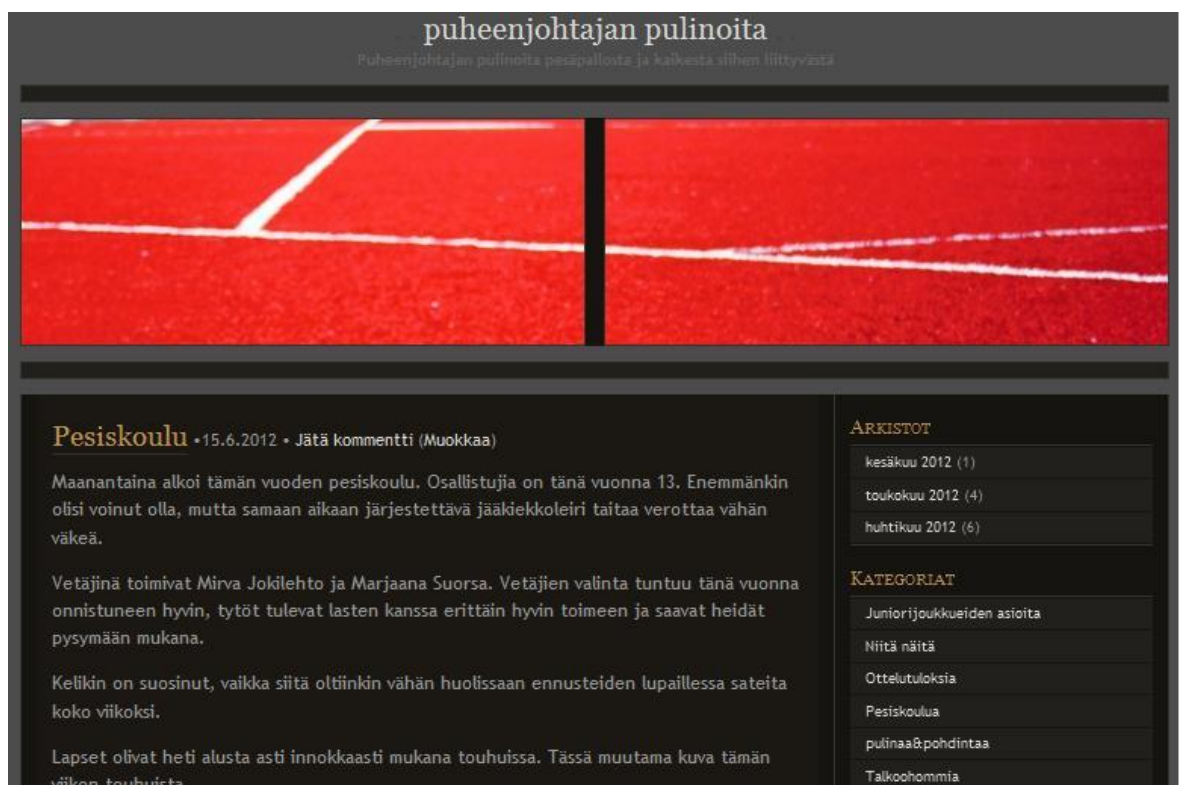 puheenjohtajan pulinoita
Puheenjohtajan pulinoita pesäpallosta ja kaikesta siihen liittyvästä
Pesiskoulu •15.6.2012 • Jätä kommentti (Muokkaa)
Maanantaina alkoi tämän vuoden pesiskoulu. Osallistujia on tänä vuonna 13. Enemmänkin
olisi voinut olla, mutta samaan aikaan järjestettävä jääkiekkoleiri taitaa verottaa vähän
väkeä.
Vetäjinä toimivat Mirva Jokilehto ja Marjaana Suorsa. Vetäjien valinta tuntuu tänä vuonna
onnistuneen hyvin, tytöt tulevat lasten kanssa erittäin hyvin toimeen ja saavat heidät
pysymään mukana.
Kelikin on suosinut, vaikka siitä oltiinkin vähän huolissaan ennusteiden lupaillessa sateita
koko viikoksi.
Lapset olivat heti alusta asti innokkaasti mukana touhuissa. Tässä muutama kuva tämän
viikon touhuista
Arkistot
kesäkuu 2012 (1)
toukokuu 2012 (4)
huhtikuu 2012 (6)
Kategoriat
Juniorijoukkueiden asioita
Niitä näitä
Ottelutuloksia
Pesiskoulua
pulinaa&pohdintaa
Talkoohommia